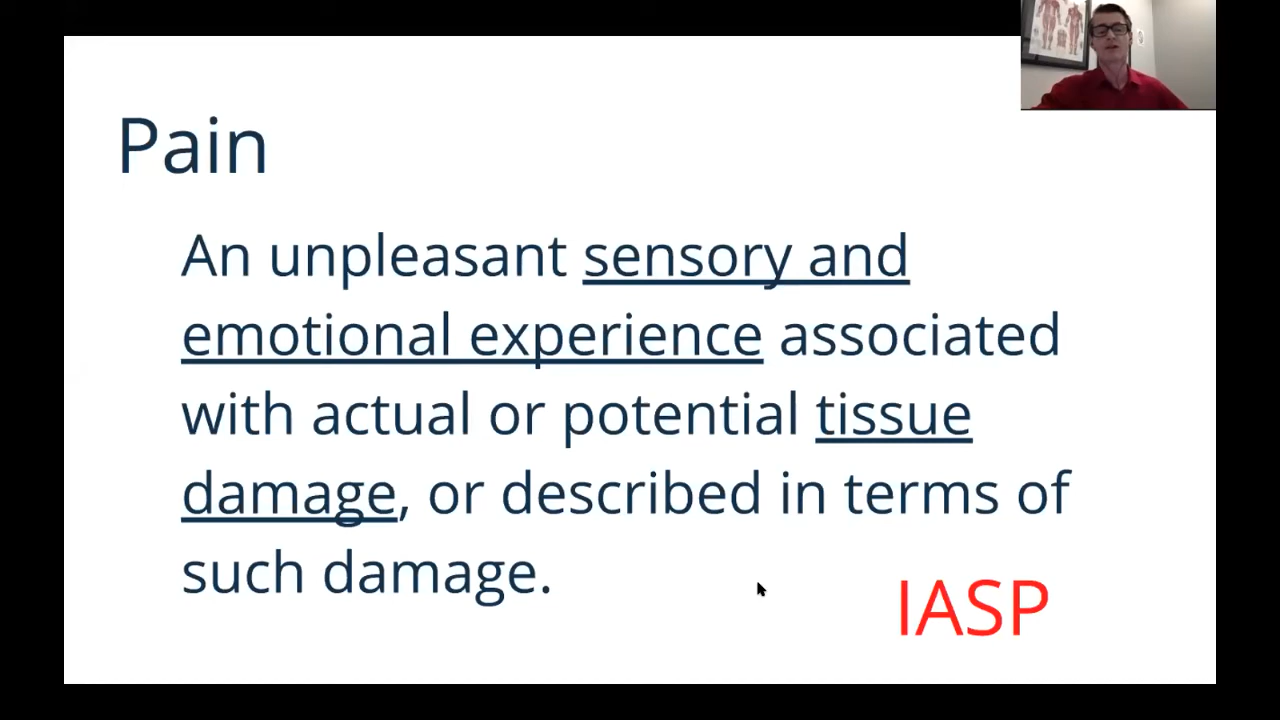 Pain
An unpleasant sensory and
emotional experience associated
with actual or potential tissue
damage, or described in terms of
such damage.
IASP